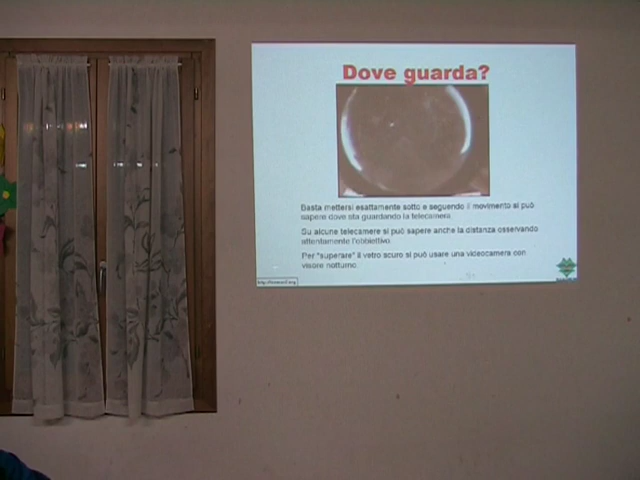 Dove guarda?
Basta mettersi esattamente sotto e seguendo il movimento si può
sapere dove sta guardando la telecamera.
Su alcune telecamere si può sapere anche la distanza osservando
attentamente l'obbiettivo.
Per "superare" il vetro scuro si può usare una videocamera con
visore notturno.